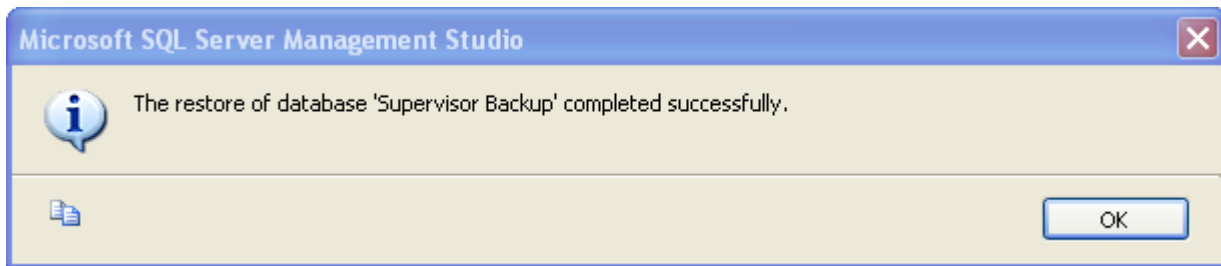 Microsoft SQL Server Management Studio
The restore of database 'Supervisor Backup' completed successfully.
OK